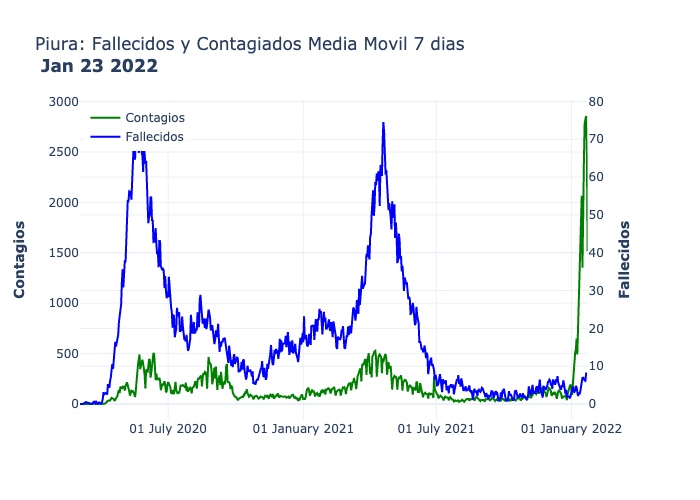 Piura: Fallecidos y Contagiados Media Movil 7 dias
Jan 23 2022
Contagios
Fallecidos
3000
2500
2000
1500
1000
500
0
Contagios
80
70
60
50
40
30
20
10
0
Fallecidos
01 July 2020
01 January 2021
01 July 2021
01 January 2022